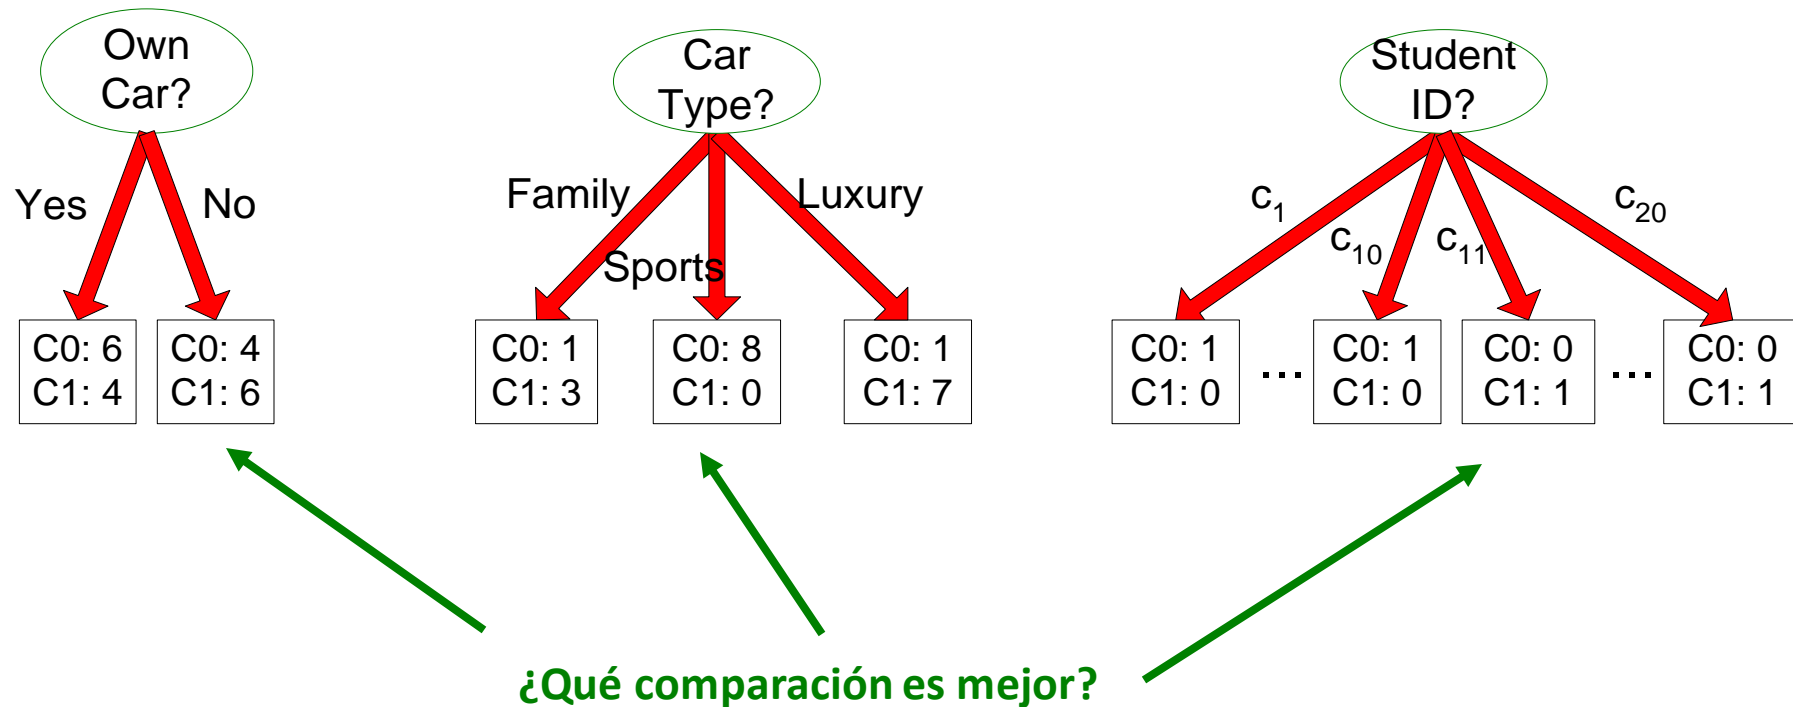 Own
Car?
Yes
No
C0: 6
C1: 4
C0: 4
C1: 6
Car
Type?
Family
Sports
Luxury
C0: 1
C1: 3
C0: 8
C1: 0
C0: 1
C1: 7
Student
ID?
c1
c10
c11
c20
C0: 1
C1: 0
...
C0: 1
C1: 0
C0: 0
C1: 1
...
C0: 0
C1: 1
¿Qué comparación es mejor?